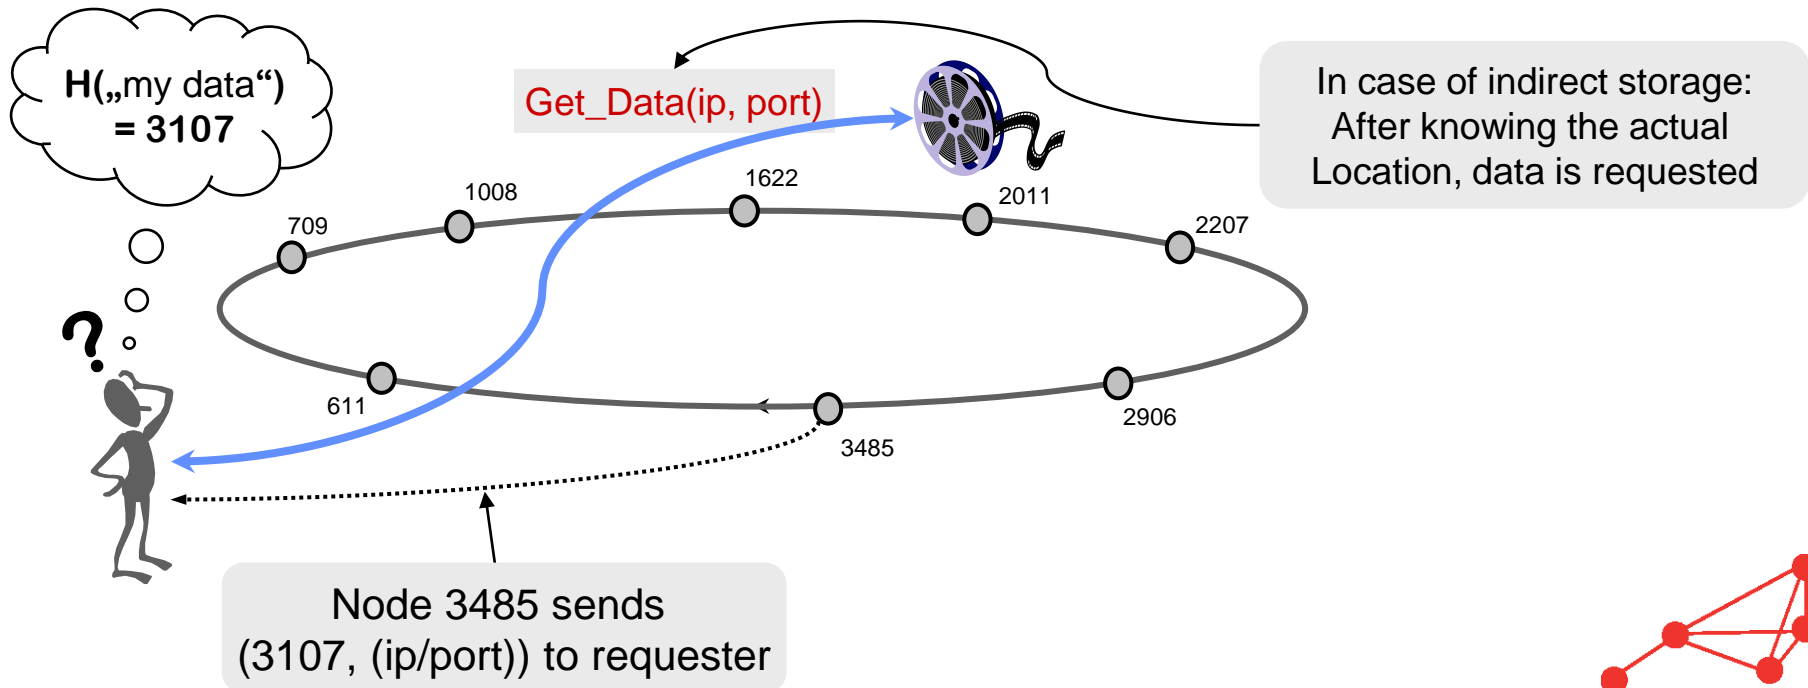 H(„my data“)
= 3107
Get_Data(ip, port)
In case of indirect storage:
After knowing the actual
Location, data is requested
1008
1622
2011
709
2207
?
611
2906
3485
Node 3485 sends
(3107, (ip/port)) to requester